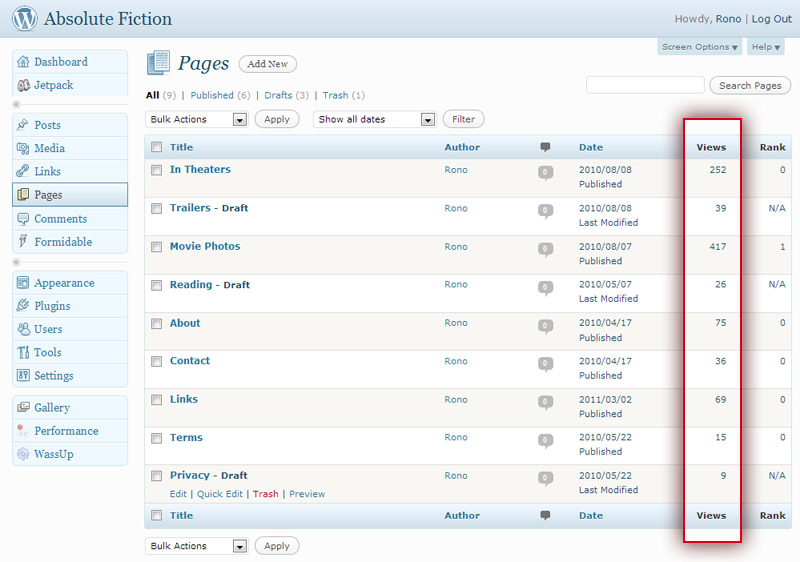 Absolute Fiction
Howdy, Rono | Log Out
Screen Options
Help
Dashboard
Jetpack
Posts
Media
Links
Pages
Comments
Formidable
Appearance
Plugins
Users
Tools
Settings
Gallery
Performance
WassUp
Pages Add New
All (9) | Published (6) | Drafts (3) | Trash (1)
Search Pages
Bulk Actions Apply Show all dates Filter
Title Author Date Views Rank
In Theaters Rono 0 2010/08/08 252 0
Published
Trailers - Draft Rono 0 2010/08/08 39 N/A
Last Modified
Movie Photos Rono 0 2010/08/07 417 1
Published
Reading - Draft Rono 0 2010/05/07 26 N/A
Last Modified
About Rono 0 2010/04/17 75 0
Published
Contact Rono 0 2010/04/17 36 0
Published
Links Rono 0 2011/03/02 69 0
Published
Terms Rono 0 2010/05/22 15 0
Published
Privacy - Draft Rono 0 2010/05/22 9 N/A
Edit | Quick Edit | Trash | Preview Last Modified
Title Author Date Views Rank
Bulk Actions Apply